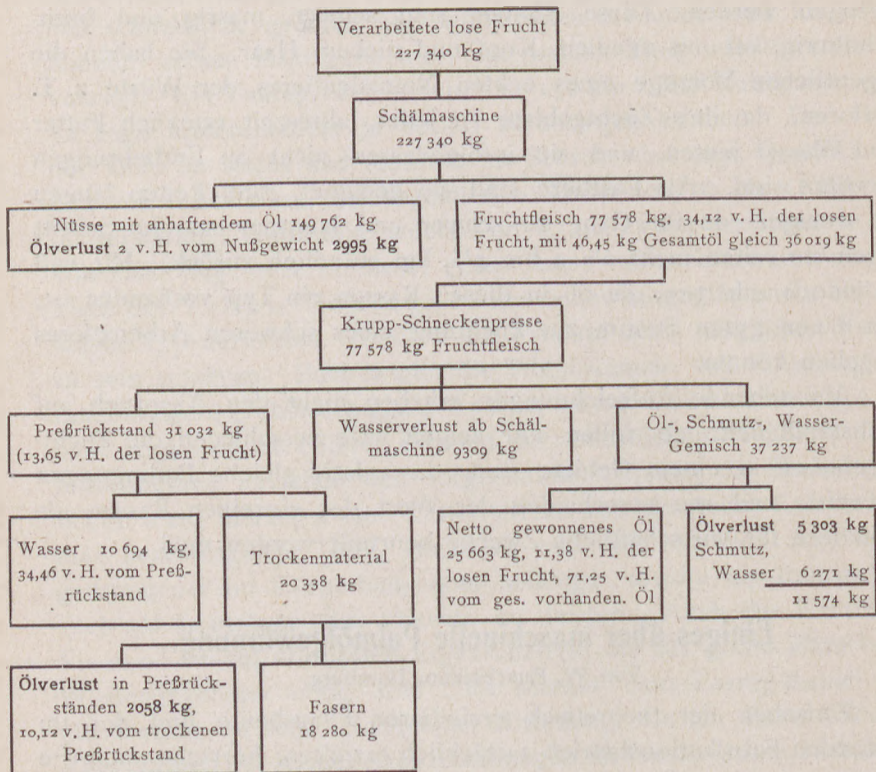 Verarbeitete lose Frucht
227 340 kg
Schälmaschine
227 340 kg
Nüsse mit anhaftendem Öl 149 762 kg
Ölverlust 2 v. H. vom Nußgewicht 2995 kg
Fruchtfleisch 77 578 kg, 34,12 v. H. der losen
Frucht, mit 46,45 kg Gesamtöl gleich 36 019 kg
Krupp-Schneckenpresse
77 578 kg Fruchtfleisch
Preßrückstand 31 032 kg
(13,65 v. H. der losen Frucht)
Wasserverlust ab Schäl-
maschine 9309 kg
Öl-, Schmutz-, Wasser-
Gemisch 37 237 kg
Wasser 10 694 kg,
34,46 v. H. vom Preß-
rückstand
Trockenmaterial
20 338 kg
Netto gewonnenes Öl
25 663 kg, 11,38 v. H. der
losen Frucht, 71,25 v. H.
vom ges. vorhanden. Öl
Ölverlust 5 303 kg
Schmutz,
Wasser 6 271 kg
11 574 kg
Ölverlust in Preßrück-
ständen 2058 kg,
10,12 v. H. vom trockenen
Preßrückstand
Fasern
18 280 kg